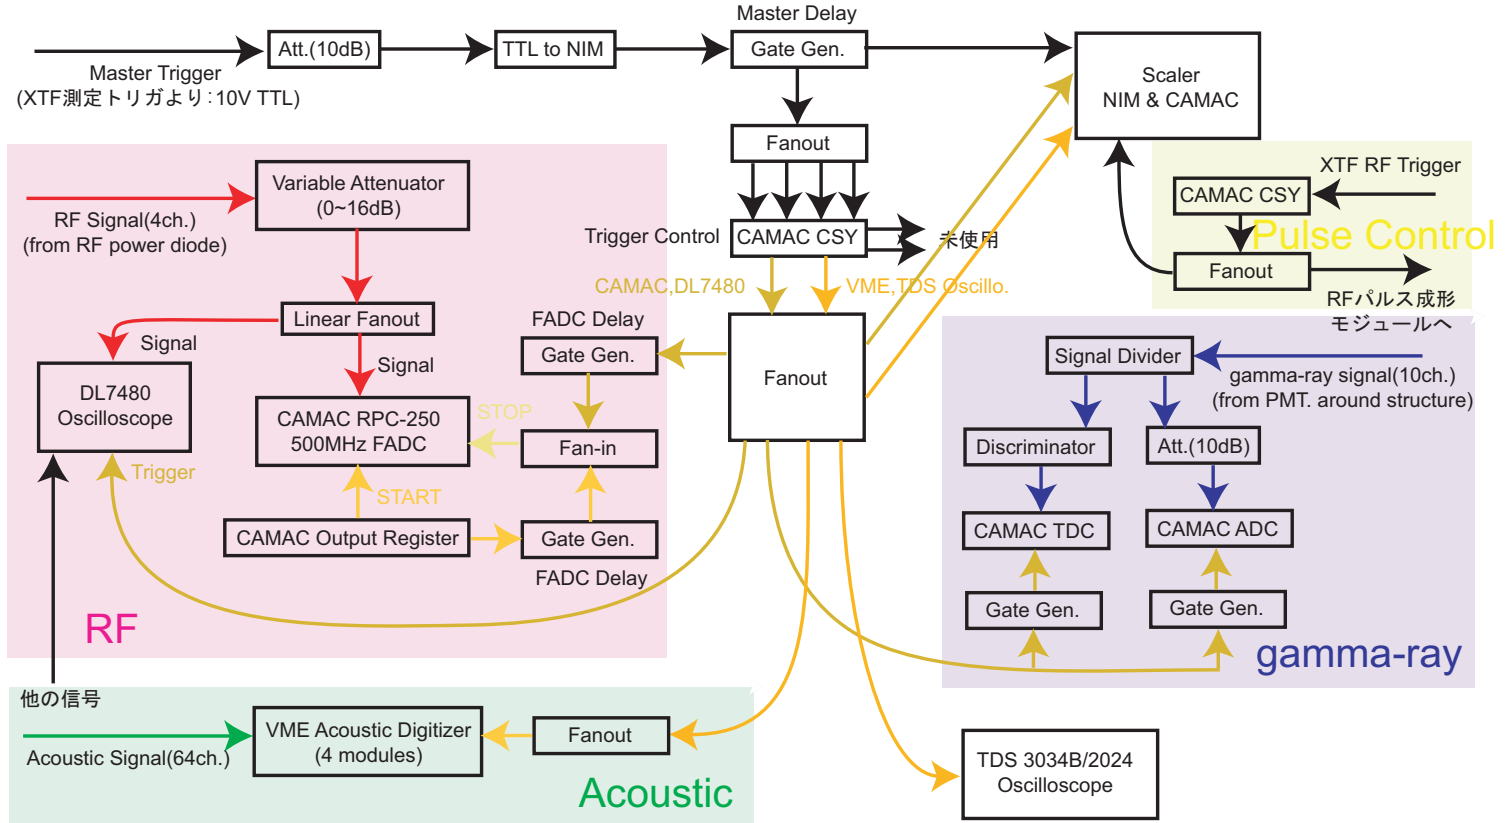 Master Delay
Att.(10dB)
TTL to NIM
Gate Gen.
Master Trigger
(XTF測定トリガより:10V TTL)
Scaler
NIM & CAMAC
Fanout
XTF RF Trigger
CAMAC CSY
Pulse Control
Fanout
RFパルス成形
モジュールへ
Variable Attenuator
(0~16dB)
RF Signal(4ch.)
(from RF power diode)
Trigger Control
CAMAC CSY
未使用
CAMAC,DL7480
VME,TDS Oscillo.
Linear Fanout
Signal
Signal
FADC Delay
Gate Gen.
Fanout
Signal Divider
gamma-ray signal(10ch.)
(from PMT. around structure)
DL7480
Oscilloscope
CAMAC RPC-250
500MHz FADC
STOP
Fan-in
Discriminator
Att.(10dB)
Trigger
START
CAMAC Output Register
Gate Gen.
FADC Delay
CAMAC TDC
CAMAC ADC
Gate Gen.
Gate Gen.
RF
gamma-ray
他の信号
Acoustic Signal(64ch.)
VME Acoustic Digitizer
(4 modules)
Fanout
Acoustic
TDS 3034B/2024
Oscilloscope